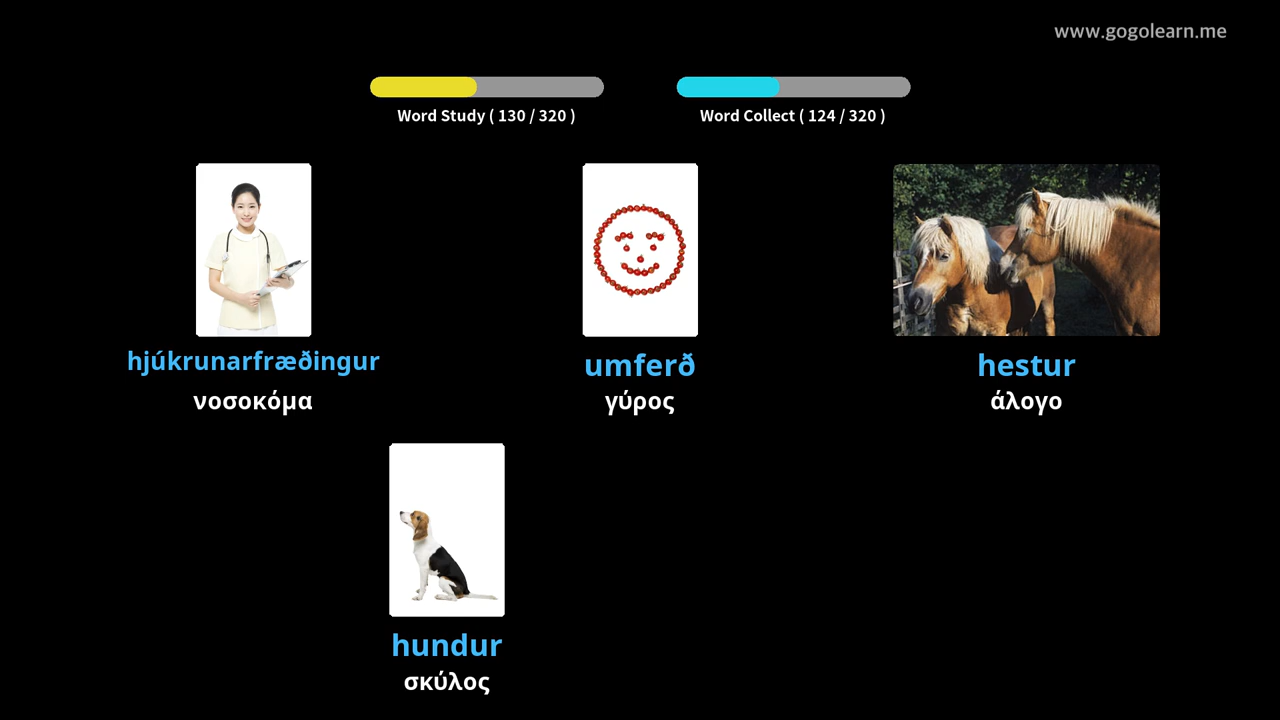 www.gogolearn.me
Word Study ( 130 / 320 )
Word Collect ( 124 / 320 )
hjúkrunarfræðingur
νοσοκόμα
umferð
γύρος
hestur
άλογο
hundur
σκύλος